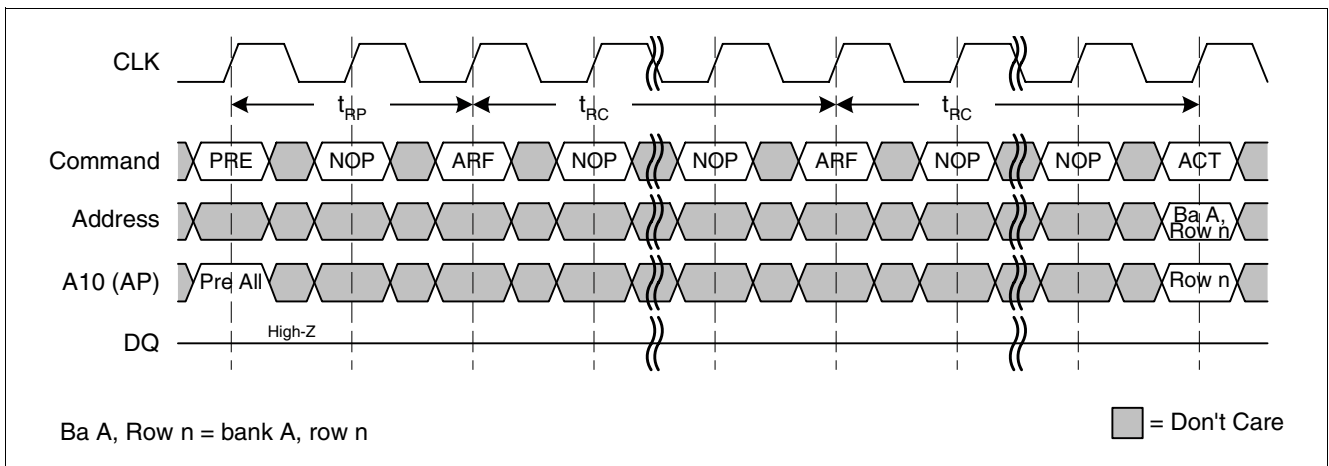 CLK
tRP tRC tRC
Command PRE NOP ARF NOP NOP ARF NOP NOP ACT
Address Ba A,
Row n
A10 (AP) Pre All Row n
High-Z
DQ
Ba A, Row n = bank A, row n
= Don't Care